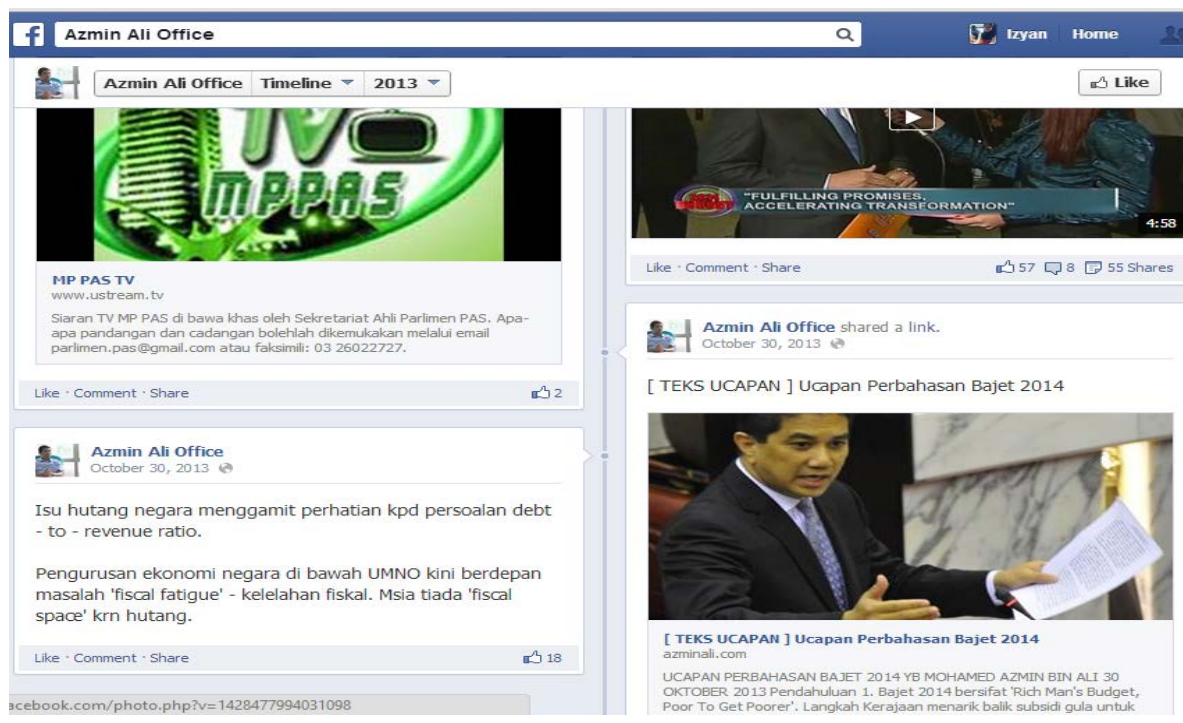 Azmin Ali Office
Izyan
Home
Azmin Ali Office
Timeline
2013
Like
TV
MPPAS
MP PAS TV
www.ustream.tv
Siaran TV MP PAS di bawa khas oleh Sekretariat Ahli Parlimen PAS. Apa-
apa pandangan dan cadangan bolehlah dikemukakan melalui email
parlimen.pas@gmail.com atau faksimili: 03 26022727.
Like · Comment · Share
2
Azmin Ali Office
October 30, 2013
Isu hutang negara menggamit perhatian kpd persoalan debt
- to - revenue ratio.
Pengurusan ekonomi negara di bawah UMNO kini berdepan
masalah 'fiscal fatigue' - kelelahan fiskal. Msia tiada 'fiscal
space' krn hutang.
Like · Comment · Share
18
acebook.com/photo.php?v=1428477994031098
"FULFILLING PROMISES,
ACCELERATING TRANSFORMATION"
4:58
Like · Comment · Share
57 8 55 Shares
Azmin Ali Office shared a link.
October 30, 2013
[ TEKS UCAPAN ] Ucapan Perbahasan Bajet 2014
[ TEKS UCAPAN ] Ucapan Perbahasan Bajet 2014
azminali.com
UCAPAN PERBAHASAN BAJET 2014 YB MOHAMED AZMIN BIN ALI 30
OKTOBER 2013 Pendahuluan 1. Bajet 2014 bersifat 'Rich Man's Budget,
Poor To Get Poorer'. Langkah Kerajaan menarik balik subsidi gula untuk